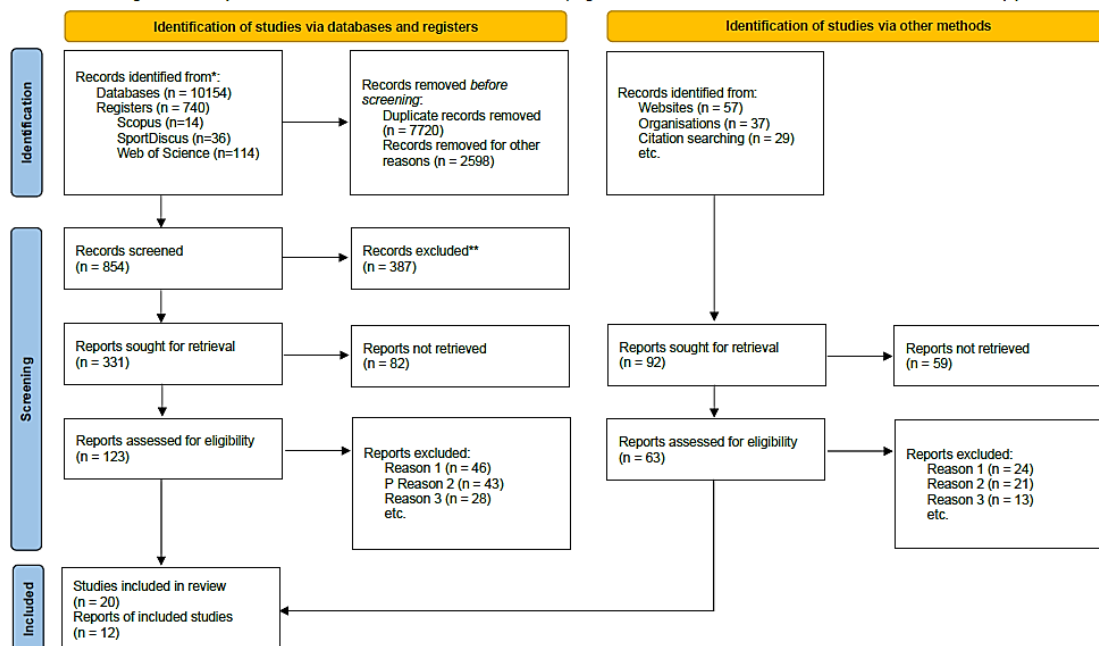 Identification of studies via databases and registers
Identification of studies via other methods
Identification
Records identified from*:
Databases (n = 10154)
Registers (n = 740)
Scopus (n=14)
SportDiscus (n=36)
Web of Science (n=114)
Records removed before
screening:
Duplicate records removed
(n = 7720)
Records removed for other
reasons (n = 2598)
Records identified from:
Websites (n = 57)
Organisations (n = 37)
Citation searching (n = 29)
etc.
Screening
Records screened
(n = 854)
Records excluded**
(n = 387)
Reports sought for retrieval
(n = 331)
Reports not retrieved
(n = 82)
Reports sought for retrieval
(n = 92)
Reports not retrieved
(n = 59)
Reports assessed for eligibility
(n = 123)
Reports excluded:
Reason 1 (n = 46)
P Reason 2 (n = 43)
Reason 3 (n = 28)
etc.
Reports assessed for eligibility
(n = 63)
Reports excluded:
Reason 1 (n = 24)
Reason 2 (n = 21)
Reason 3 (n = 13)
etc.
Included
Studies included in review
(n = 20)
Reports of included studies
(n = 12)